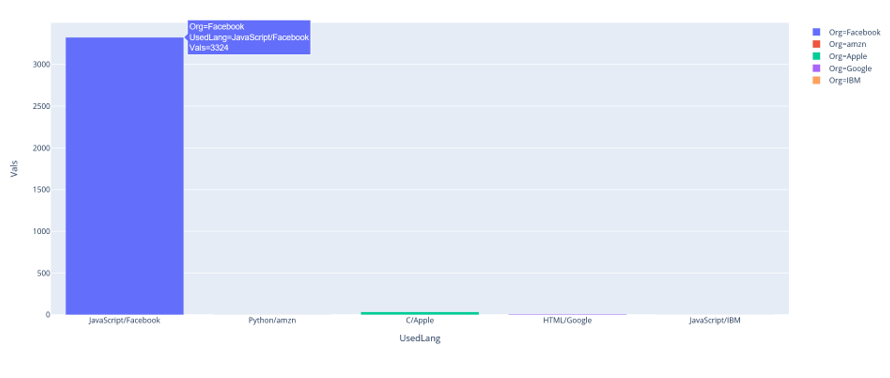 Org=Facebook
UsedLang=JavaScript/Facebook
Vals=3324
Org=Facebook
Org=amzn
Org=Apple
Org=Google
Org=IBM
Vals
3000
2500
2000
1500
1000
500
0
JavaScript/Facebook
Python/amzn
C/Apple
HTML/Google
JavaScript/IBM
UsedLang